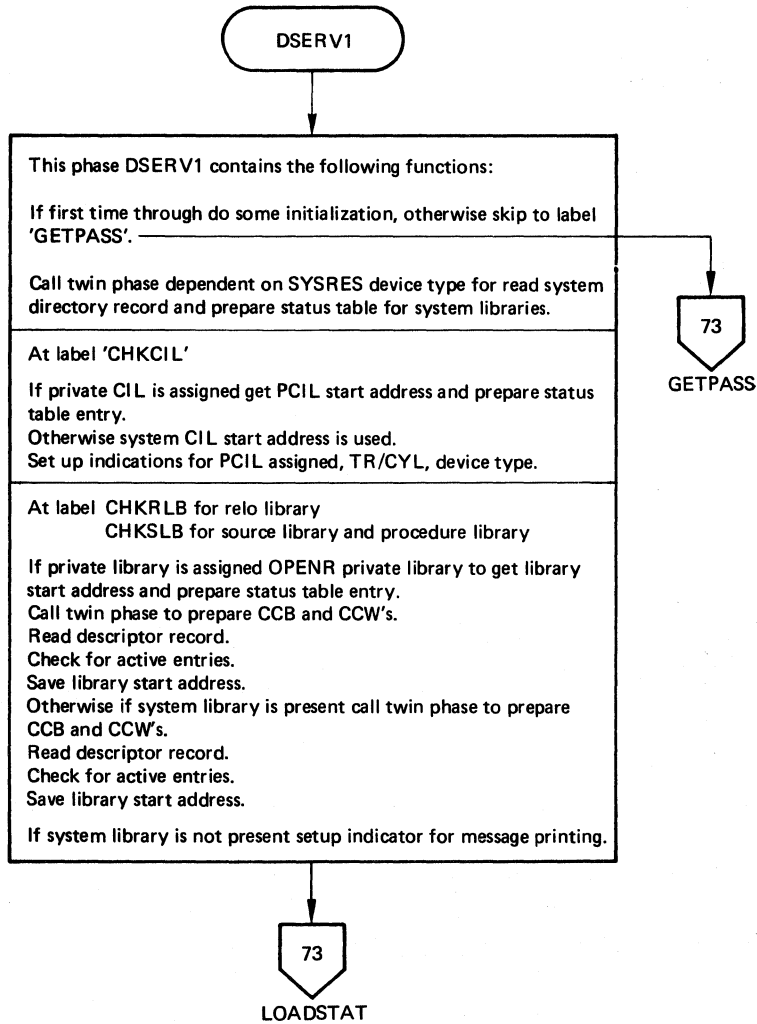 DSERV1
This phase DSERV1 contains the following functions:
If first time through do some initialization, otherwise skip to label
'GETPASS'.
Call twin phase dependent on SYSRES device type for read system
directory record and prepare status table for system libraries.
73
GETPASS
At label 'CHKCIL'
If private CIL is assigned get PCIL start address and prepare status
table entry.
Otherwise system CIL start address is used.
Set up indications for PCIL assigned, TR/CYL, device type.
At label CHKRLB for relo library
CHKSLB for source library and procedure library
If private library is assigned OPENR private library to get library
start address and prepare status table entry.
Call twin phase to prepare CCB and CCW's.
Read descriptor record.
Check for active entries.
Save library start address.
Otherwise if system library is present call twin phase to prepare
CCB and CCW's.
Read descriptor record.
Check for active entries.
Save library start address.
If system library is not present setup indicator for message printing.
73
LOADSTAT